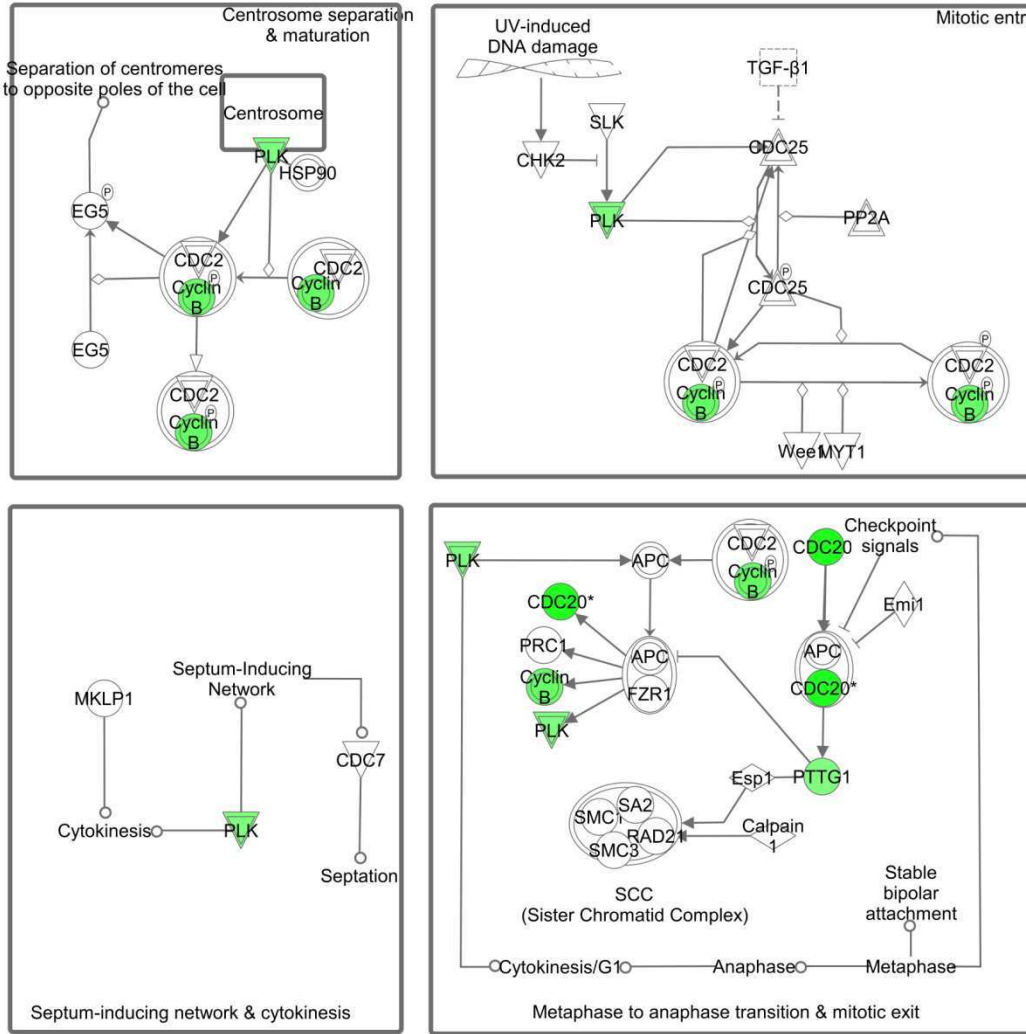 Centrosome separation
& maturation
Separation of centromeres
to opposite poles of the cell
Centrosome
PLK
HSP90
P
EG5
CDC2
P
Cyclin
B
CDC2
Cyclin
B
EG5
CDC2
P
Cyclin
B
Mitotic entr
UV-induced
DNA damage
TGF-β1
SLK
CDC25
CHK2
PLK
PP2A
P
CDC25
P
CDC2
P
Cyclin
B
CDC2
P
Cyclin
B
Wee1
MYT1
MKLP1
Septum-Inducing
Network
CDC7
Cytokinesis
PLK
Septation
Septum-inducing network & cytokinesis
PLK
APC
CDC2
P
Cyclin
B
CDC20
Checkpoint
signals
Emi1
CDC20*
PRC1
Cyclin
B
PLK
APC
FZR1
APC
CDC20*
Esp1
PTTG1
SMC1
SA2
RAD21
SMC3
Calpain
1
SCC
(Sister Chromatid Complex)
Stable
bipolar
attachment
Cytokinesis/G1
Anaphase
Metaphase
Metaphase to anaphase transition & mitotic exit